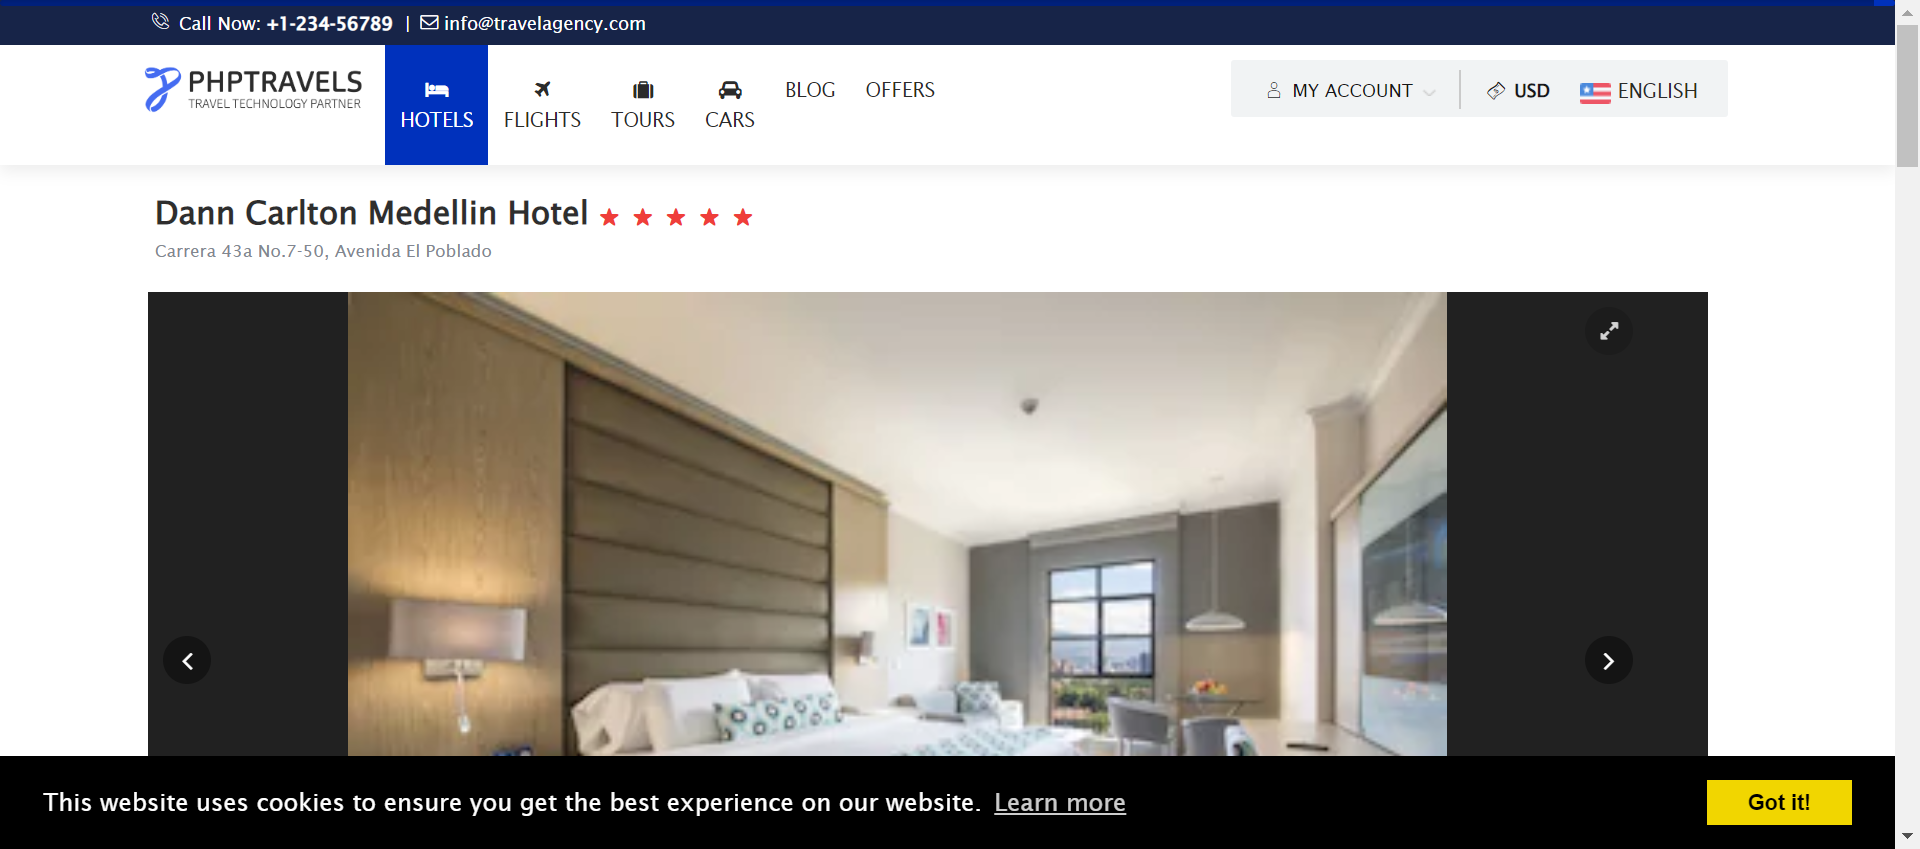 Call Now: +1-234-56789 | info@travelagency.com
PHPTRAVELS
TRAVEL TECHNOLOGY PARTNER
HOTELS
FLIGHTS
TOURS
CARS
BLOG
OFFERS
MY ACCOUNT
USD
ENGLISH
Dann Carlton Medellin Hotel
Carrera 43a No.7-50, Avenida El Poblado
This website uses cookies to ensure you get the best experience on our website. Learn more
Got it!